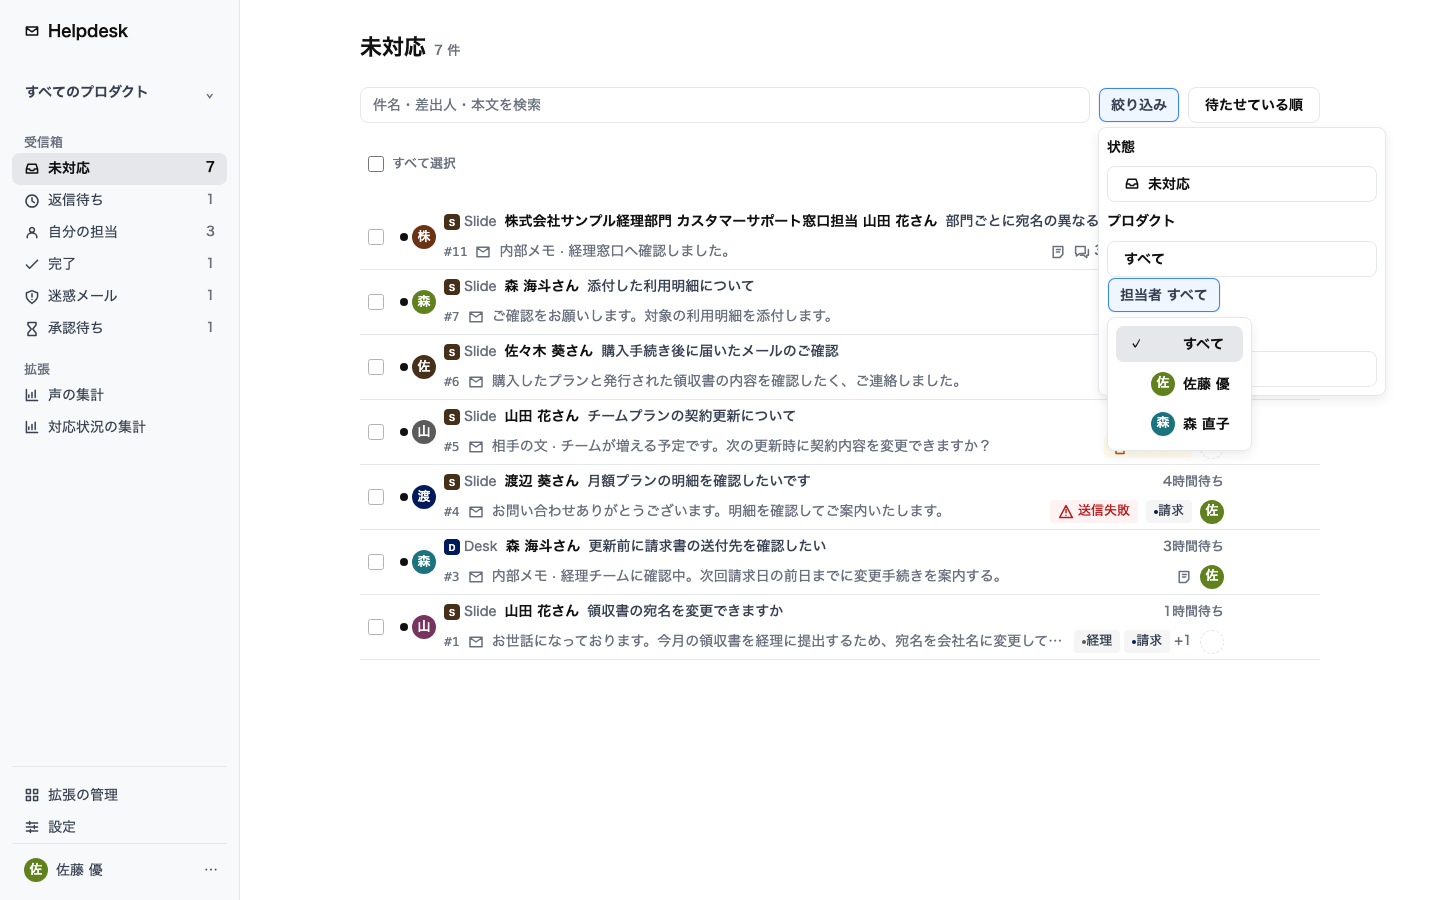 Helpdesk
すべてのプロダクト
受信箱
未対応 7
返信待ち 1
自分の担当 3
完了 1
迷惑メール 1
承認待ち 1
拡張
声の集計
対応状況の集計
拡張の管理
設定
佐 佐藤 優 …
未対応 7 件
件名・差出人・本文を検索 絞り込み 待たせている順
すべて選択
株 S Slide 株式会社サンプル経理部門 カスタマーサポート窓口担当 山田 花さん 部門ごとに宛名の異なる
#11 内部メモ · 経理窓口へ確認しました。
森 S Slide 森 海斗さん 添付した利用明細について
#7 ご確認をお願いします。対象の利用明細を添付します。
佐 S Slide 佐々木 葵さん 購入手続き後に届いたメールのご確認
#6 購入したプランと発行された領収書の内容を確認したく、ご連絡しました。
山 S Slide 山田 花さん チームプランの契約更新について
#5 相手の文 · チームが増える予定です。次の更新時に契約内容を変更できますか？
渡 S Slide 渡辺 葵さん 月額プランの明細を確認したいです 4時間待ち
#4 お問い合わせありがとうございます。明細を確認してご案内いたします。 送信失敗 •請求 佐
森 D Desk 森 海斗さん 更新前に請求書の送付先を確認したい 3時間待ち
#3 内部メモ · 経理チームに確認中。次回請求日の前日までに変更手続きを案内する。 佐
山 S Slide 山田 花さん 領収書の宛名を変更できますか 1時間待ち
#1 お世話になっております。今月の領収書を経理に提出するため、宛名を会社名に変更して… •経理 •請求 +1
状態
未対応
プロダクト
すべて
担当者 すべて
✓ すべて
佐 佐藤 優
森 森 直子